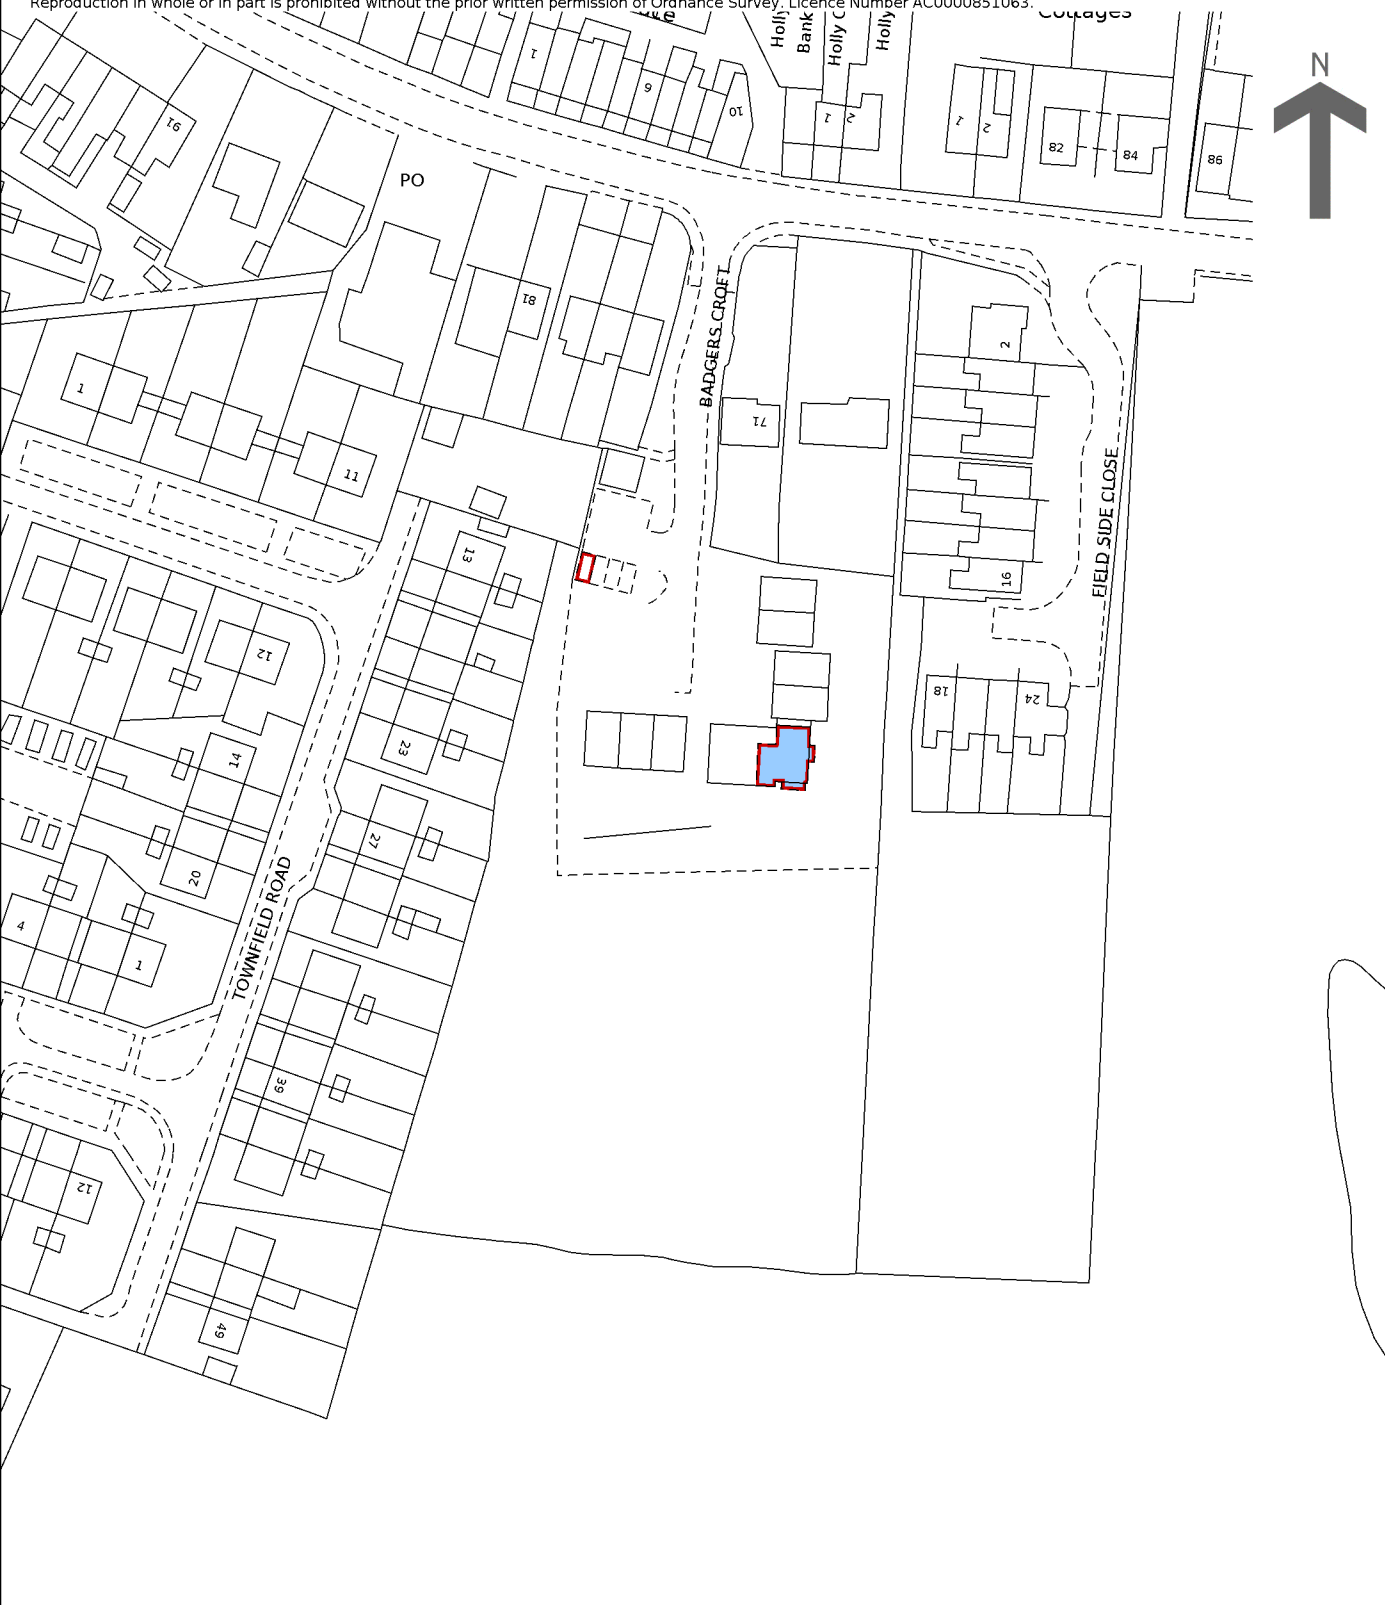 Reproduction in whole or in part is prohibited without the prior written permission of Ordnance Survey. Licence Number AC0000851063.
Cottages
Holly
Bank
Holly C
Holly
N
1
6
10
1
2
1
2
82
84
86
91
PO
81
BADGERS CROFT
71
2
1
11
FIELD SIDE CLOSE
13
16
12
18
24
23
14
27
20
TOWNFIELD ROAD
4
1
39
12
49